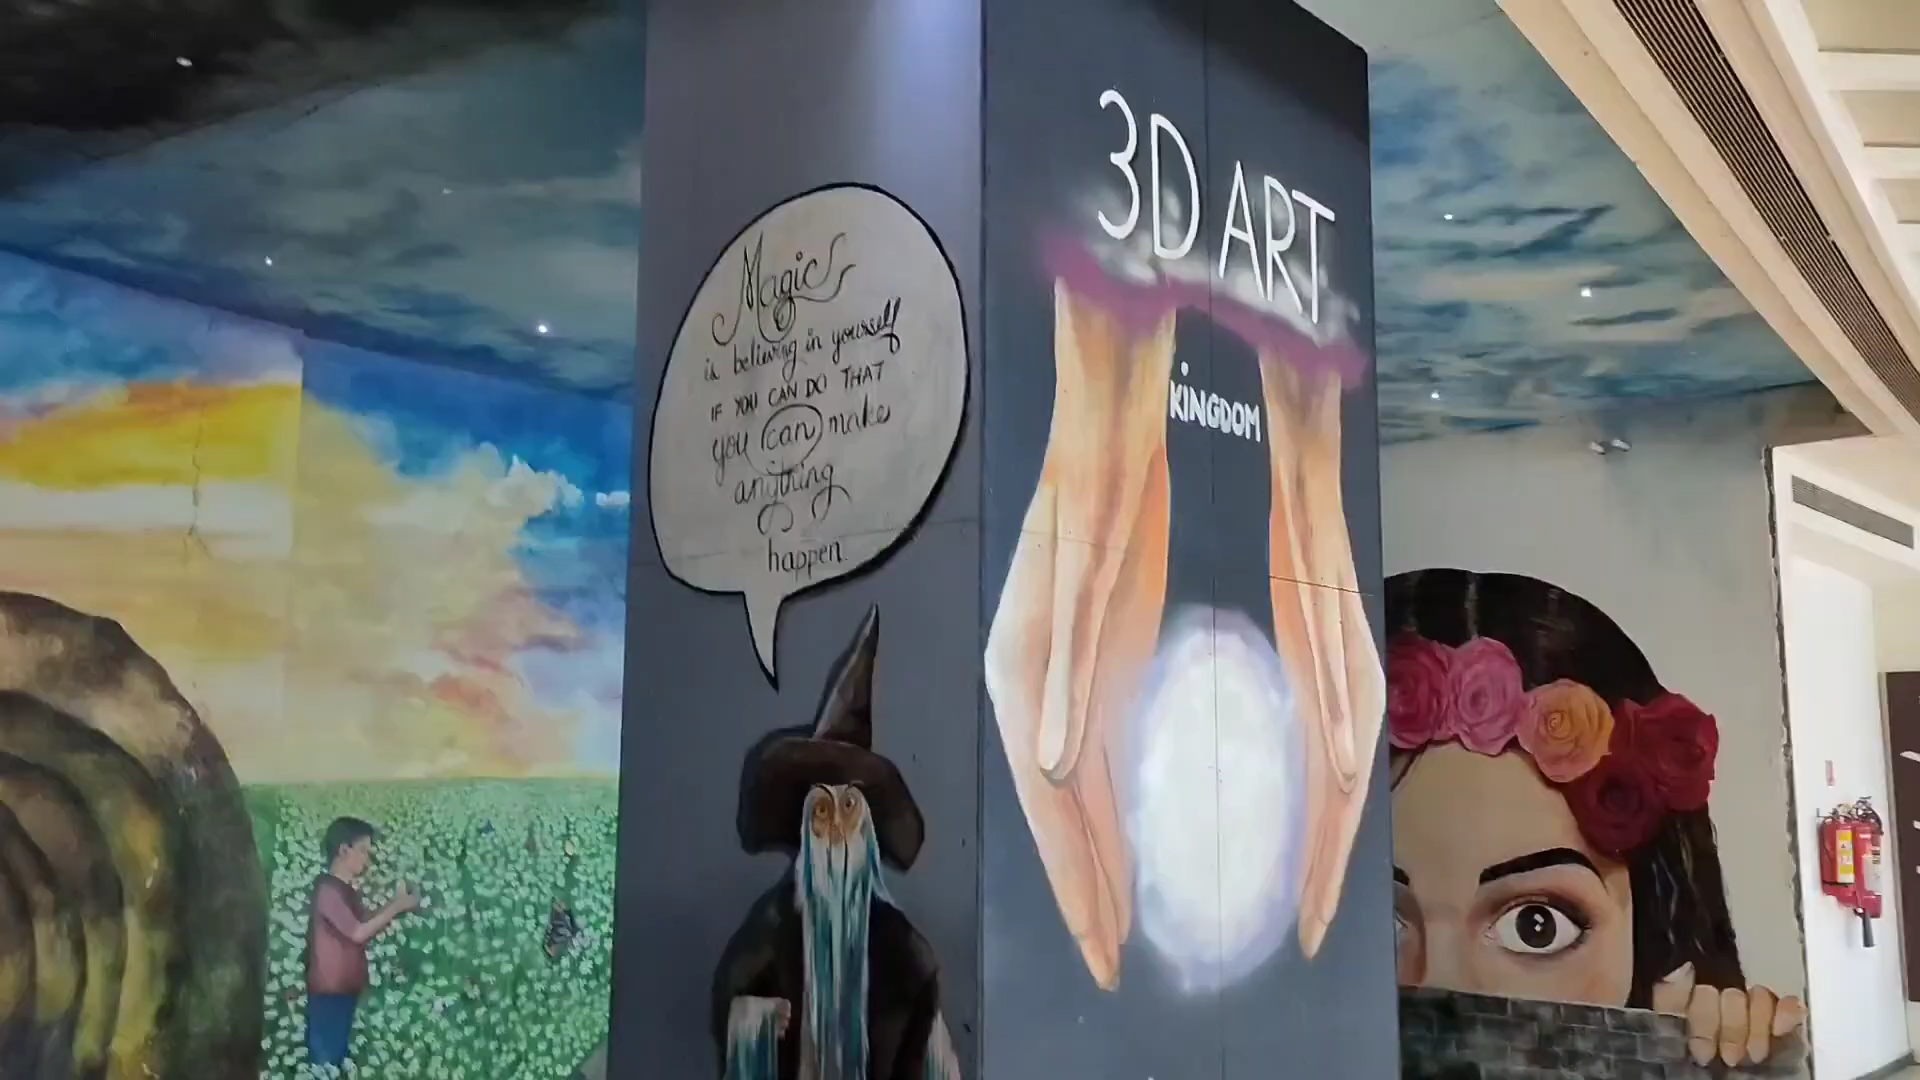 Magic
is believing in yourself
IF YOU CAN DO THAT
you can make
anything
happen.
3D ART
KINGDOM